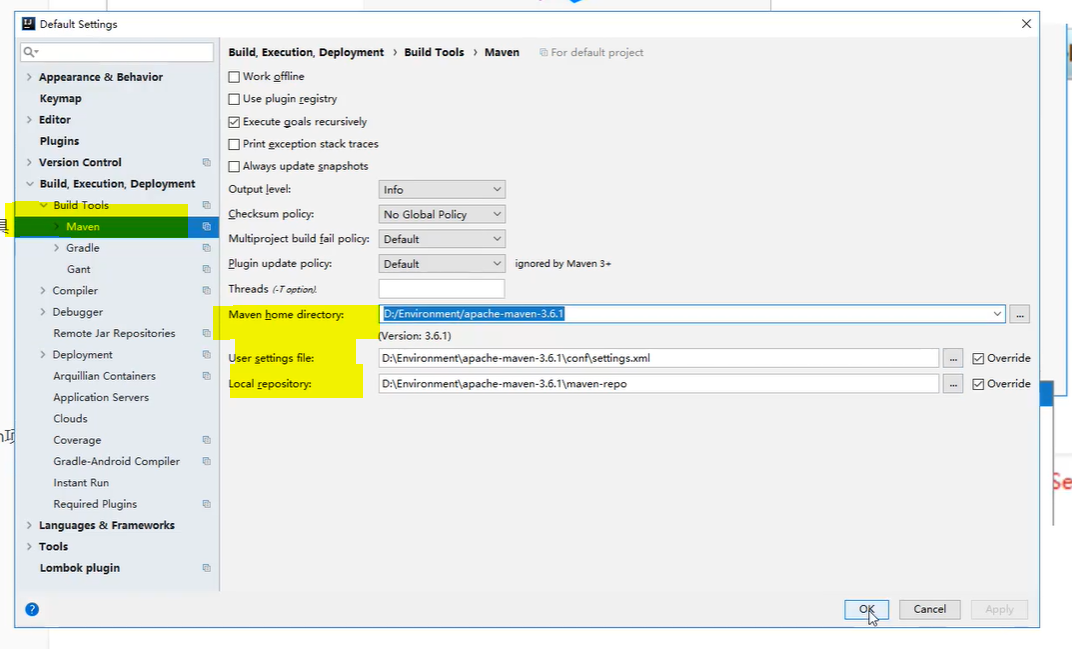 Default Settings
Build, Execution, Deployment › Build Tools › Maven For default project
Appearance & Behavior
Keymap
Editor
Plugins
Version Control
Build, Execution, Deployment
Build Tools
Maven
Gradle
Gant
Compiler
Debugger
Remote Jar Repositories
Deployment
Arquillian Containers
Application Servers
Clouds
Coverage
Gradle-Android Compiler
Instant Run
Required Plugins
Languages & Frameworks
Tools
Lombok plugin
Work offline
Use plugin registry
Execute goals recursively
Print exception stack traces
Always update snapshots
Output level: Info
Checksum policy: No Global Policy
Multiproject build fail policy: Default
Plugin update policy: Default ignored by Maven 3+
Threads (-T option).
Maven home directory: D:/Environment/apache-maven-3.6.1 ...
(Version: 3.6.1)
User settings file: D:\Environment\apache-maven-3.6.1\conf\settings.xml ... Override
Local repository: D:\Environment\apache-maven-3.6.1\maven-repo ... Override
? OK Cancel Apply
Se